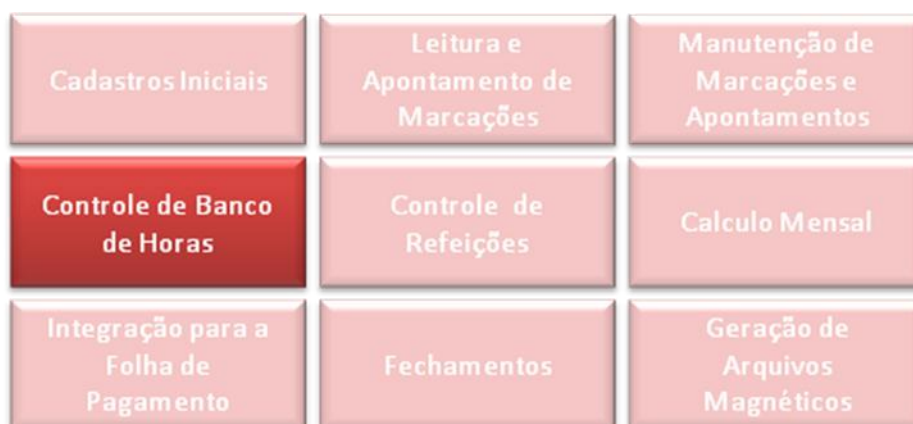 Cadastros Iniciais
Leitura e
Apontamento de
Marcações
Manutenção de
Marcações e
Apontamentos
Controle de Banco
de Horas
Controle de
Refeições
Calculo Mensal
Integração para a
Folha de
Pagamento
Fechamentos
Geração de
Arquivos
Magnéticos